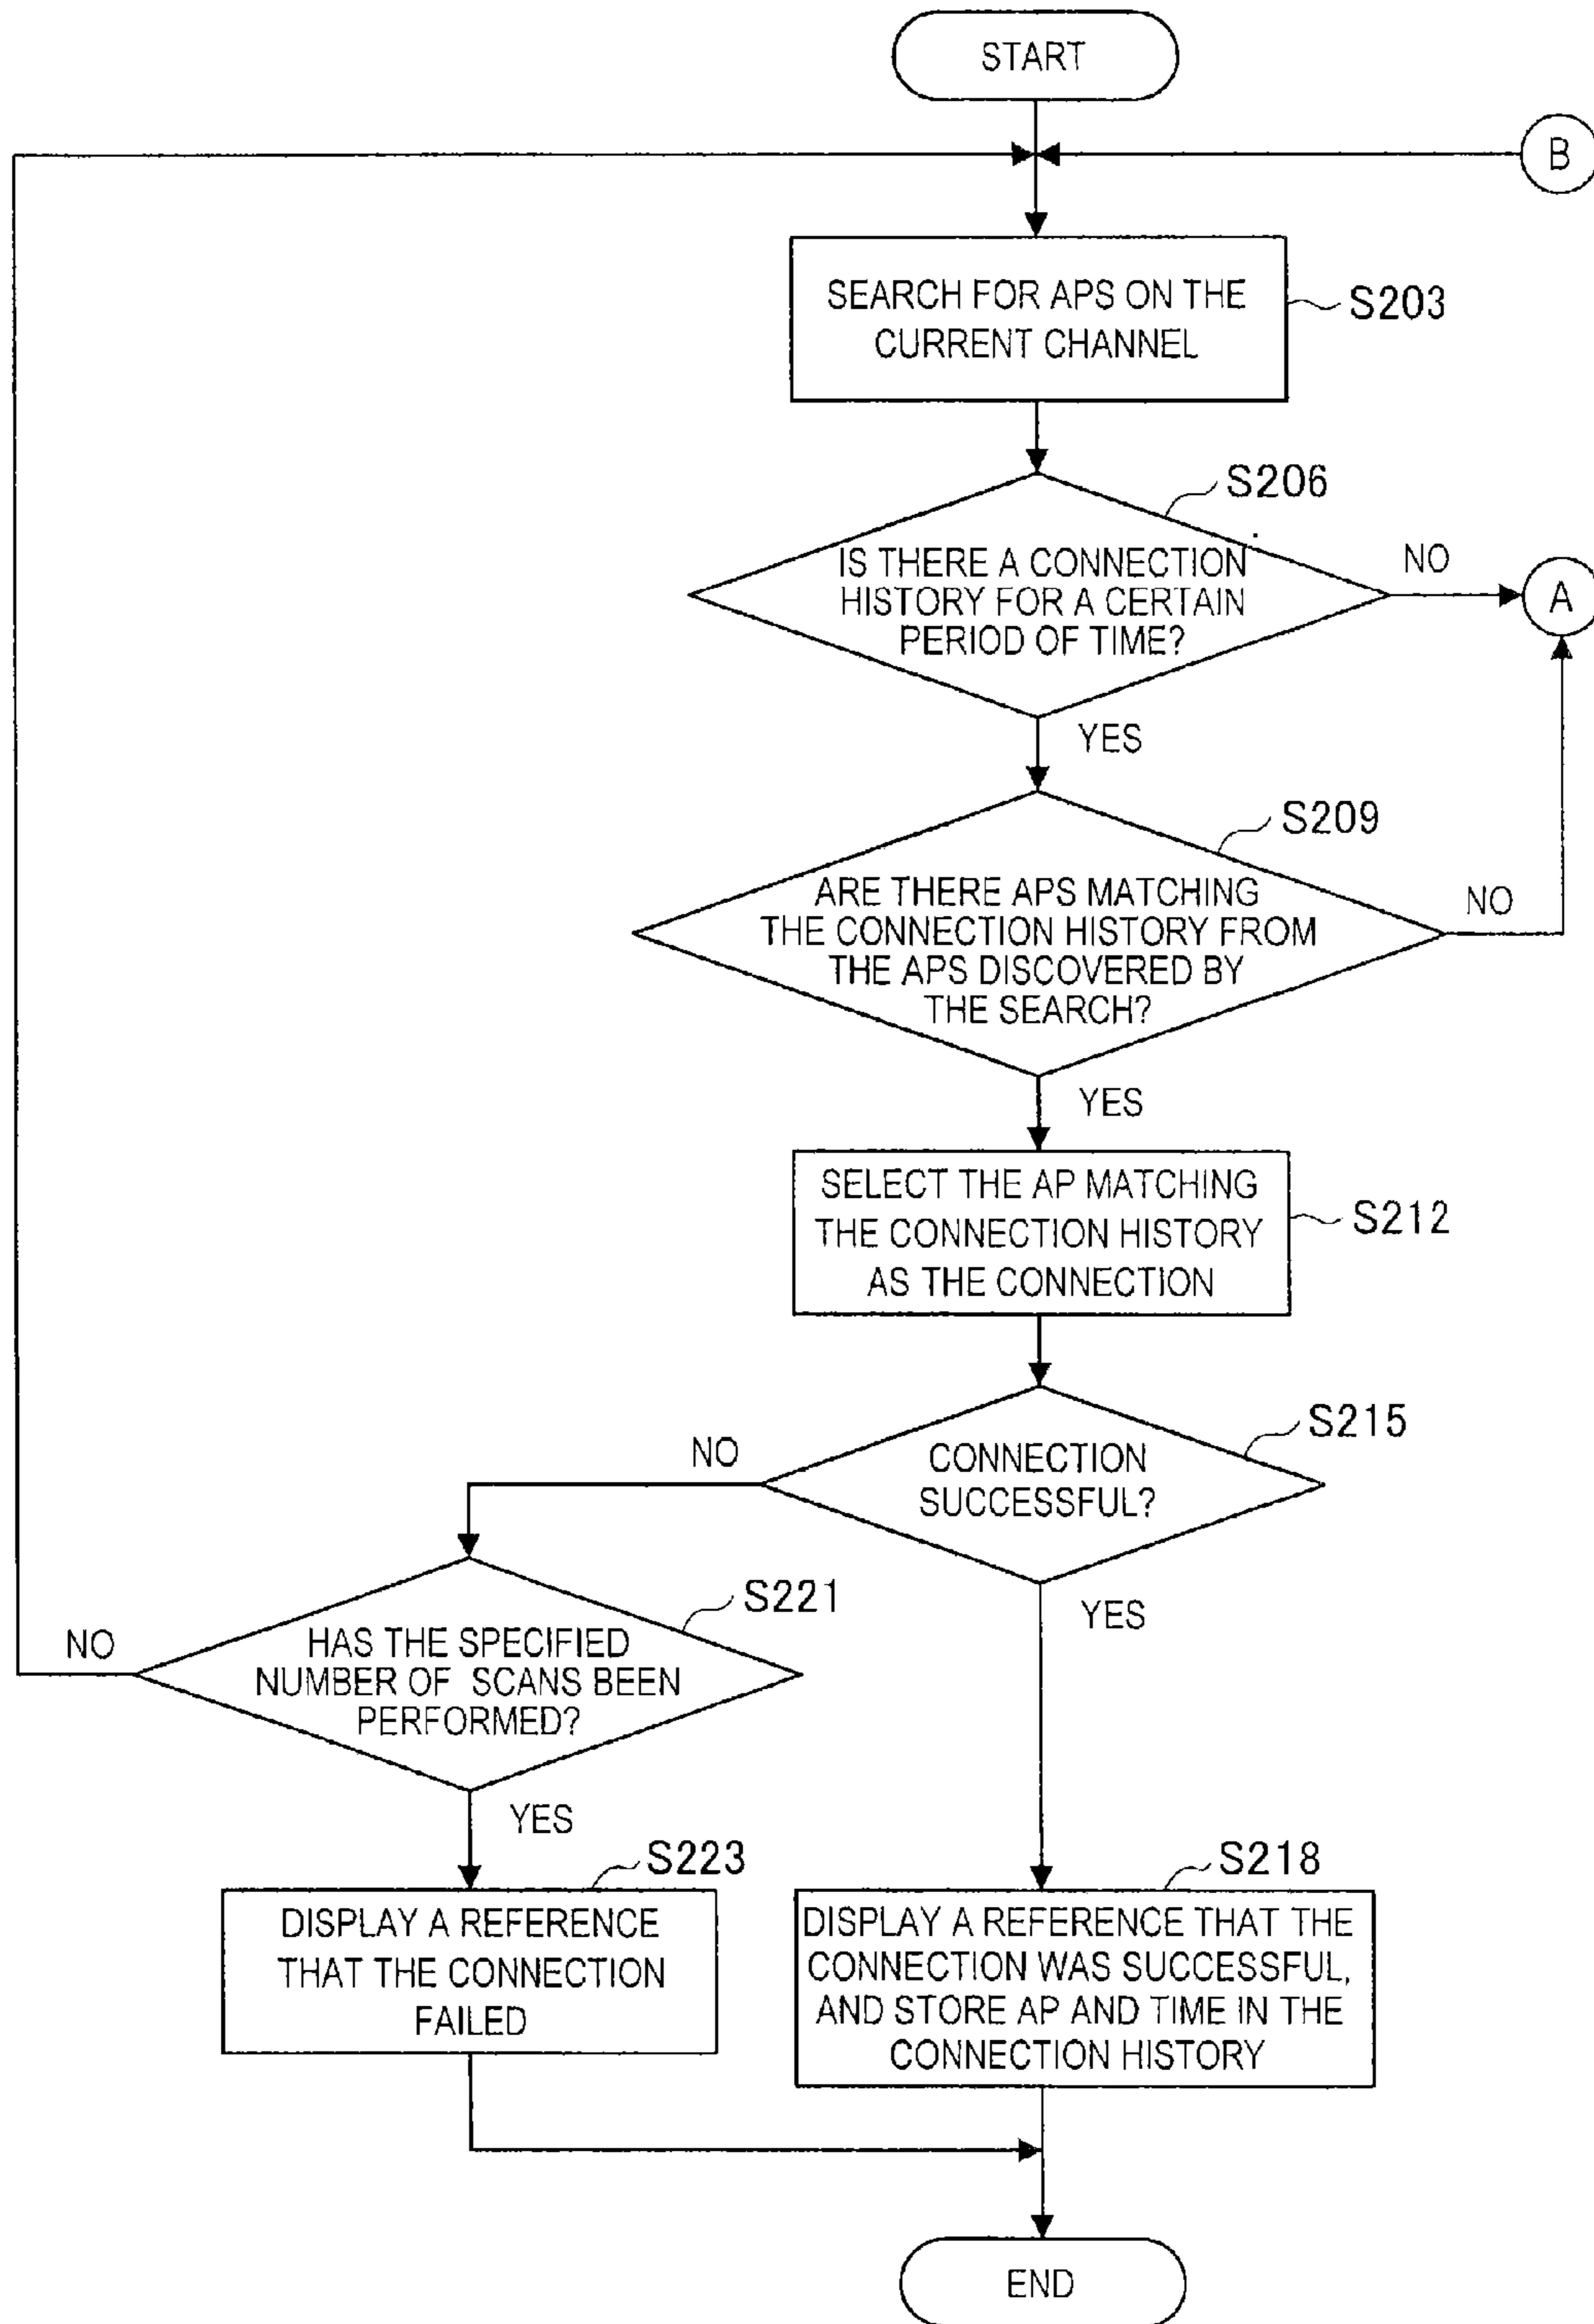 START
B
SEARCH FOR APS ON THE
CURRENT CHANNEL
S203
S206
IS THERE A CONNECTION
HISTORY FOR A CERTAIN
PERIOD OF TIME?
NO
A
YES
S209
ARE THERE APS MATCHING
THE CONNECTION HISTORY FROM
THE APS DISCOVERED BY
THE SEARCH?
NO
YES
SELECT THE AP MATCHING
THE CONNECTION HISTORY
AS THE CONNECTION
S212
S215
CONNECTION
SUCCESSFUL?
NO
YES
S221
HAS THE SPECIFIED
NUMBER OF SCANS BEEN
PERFORMED?
NO
YES
S223
DISPLAY A REFERENCE
THAT THE CONNECTION
FAILED
S218
DISPLAY A REFERENCE THAT THE
CONNECTION WAS SUCCESSFUL,
AND STORE AP AND TIME IN THE
CONNECTION HISTORY
END